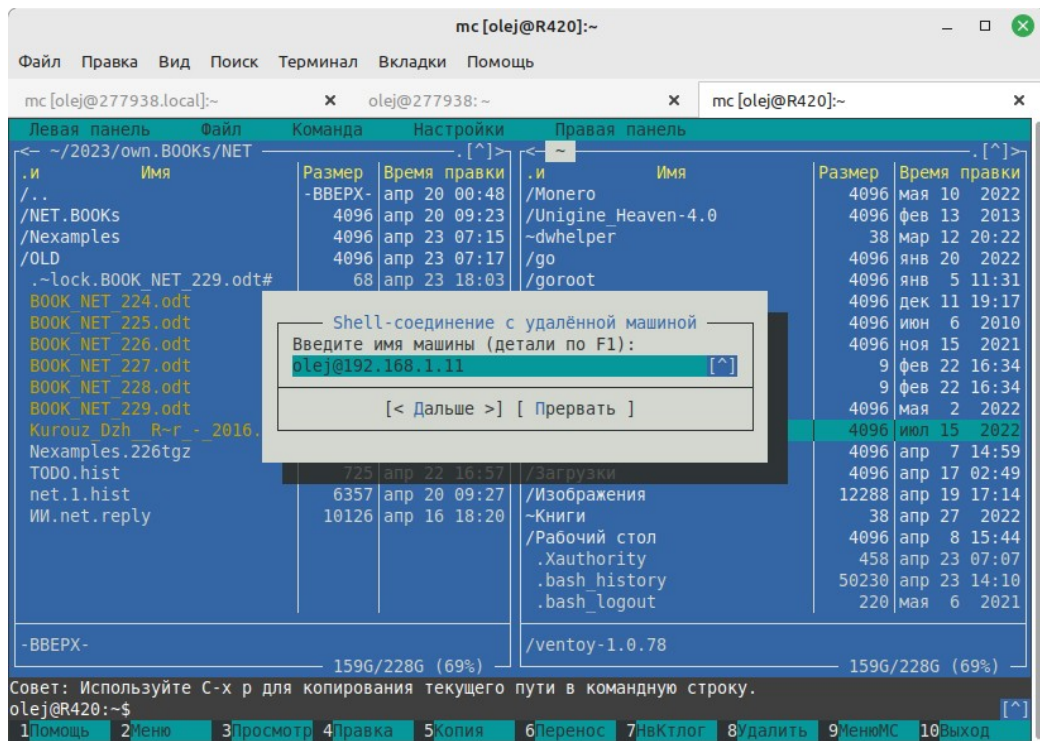 mc [olej@R420]:~
Файл Правка Вид Поиск Терминал Вкладки Помощь
mc [olej@277938.local]:~ × olej@277938: ~ × mc [olej@R420]:~ ×
Левая панель Файл Команда Настройки Правая панель
<— ~/2023/own.BOOKs/NET .[^]> <— ~ .[^]>
.и Имя Размер Время правки .и Имя Размер Время правки
/.. -ВВЕРХ- апр 20 00:48 /Monero 4096 мая 10 2022
/NET.BOOKs 4096 апр 20 09:23 /Unigine_Heaven-4.0 4096 фев 13 2013
/Nexamples 4096 апр 23 07:15 ~dwhelper 38 мар 12 20:22
/OLD 4096 апр 23 07:17 /go 4096 янв 20 2022
.~lock.BOOK_NET_229.odt# 68 апр 23 18:03 /goroot 4096 янв 5 11:31
BOOK_NET_224.odt 4096 дек 11 19:17
BOOK_NET_225.odt Shell-соединение с удалённой машиной 4096 июн 6 2010
BOOK_NET_226.odt Введите имя машины (детали по F1): 4096 ноя 15 2021
BOOK_NET_227.odt olej@192.168.1.11 [^] 9 фев 22 16:34
BOOK_NET_228.odt 9 фев 22 16:34
BOOK_NET_229.odt [< Дальше >] [ Прервать ] 4096 мая 2 2022
Kurouz_Dzh__R~r_-_2016. 4096 июл 15 2022
Nexamples.226tgz 4096 апр 7 14:59
TODO.hist 725 апр 22 16:57 /Загрузки 4096 апр 17 02:49
net.1.hist 6357 апр 20 09:27 /Изображения 12288 апр 19 17:14
ИИ.net.reply 10126 апр 16 18:20 ~Книги 38 апр 27 2022
/Рабочий стол 4096 апр 8 15:44
.Xauthority 458 апр 23 07:07
.bash_history 50230 апр 23 14:10
.bash_logout 220 мая 6 2021
-ВВЕРХ- /ventoy-1.0.78
159G/228G (69%) 159G/228G (69%)
Совет: Используйте C-x p для копирования текущего пути в командную строку.
olej@R420:~$ [^]
1Помощь 2Меню 3Просмотр 4Правка 5Копия 6Перенос 7НвКтлог 8Удалить 9МенюMC 10Выход